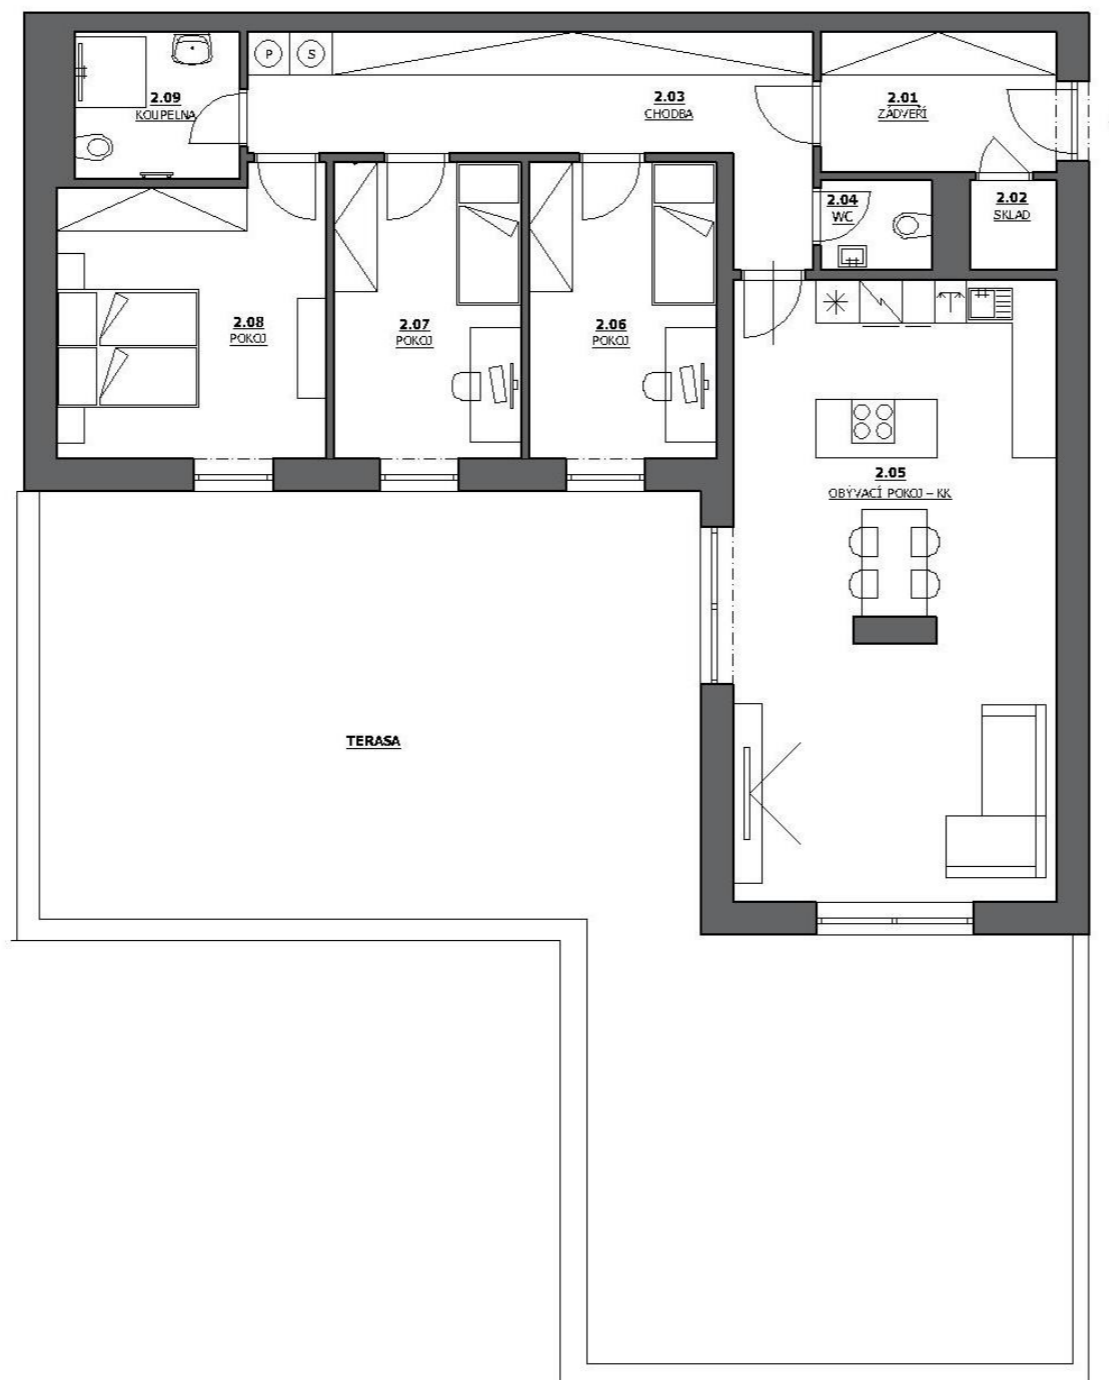 P
S
2.09
KOUPELNA
2.03
CHODBA
2.01
ZÁDVEŘÍ
2.04
WC
2.02
SKLAD
2.08
POKOJ
2.07
POKOJ
2.06
POKOJ
2.05
OBÝVACÍ POKOJ – KK
TERASA